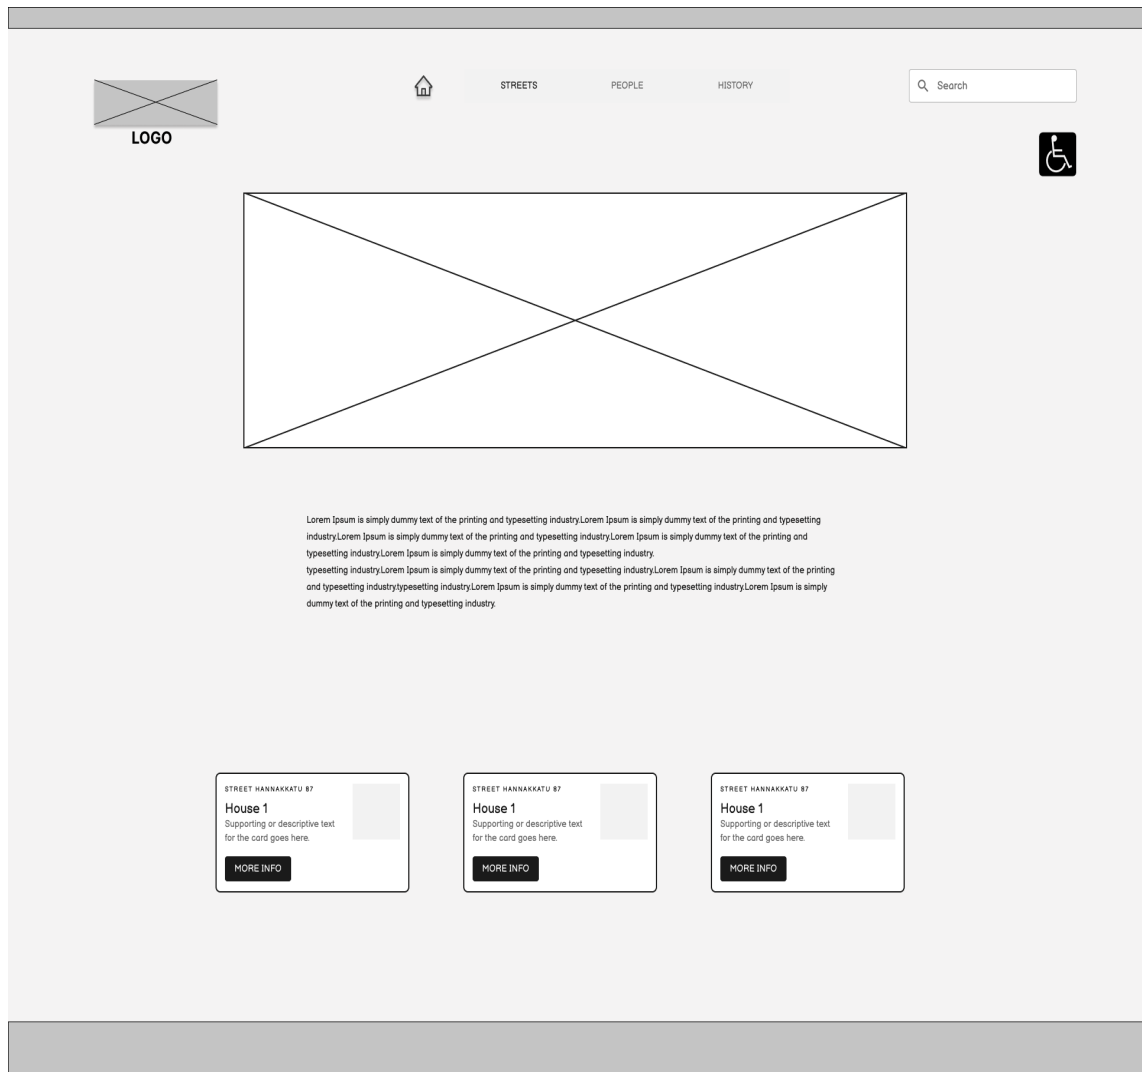 STREETS
PEOPLE
HISTORY
Search
LOGO
Lorem Ipsum is simply dummy text of the printing and typesetting industry.Lorem Ipsum is simply dummy text of the printing and typesetting
industry.Lorem Ipsum is simply dummy text of the printing and typesetting industry.Lorem Ipsum is simply dummy text of the printing and
typesetting industry.Lorem Ipsum is simply dummy text of the printing and typesetting industry.
typesetting industry.Lorem Ipsum is simply dummy text of the printing and typesetting industry.Lorem Ipsum is simply dummy text of the printing
and typesetting industry.typesetting industry.Lorem Ipsum is simply dummy text of the printing and typesetting industry.Lorem Ipsum is simply
dummy text of the printing and typesetting industry.
STREET HANNAKKATU 87
House 1
Supporting or descriptive text
for the card goes here.
MORE INFO
STREET HANNAKKATU 87
House 1
Supporting or descriptive text
for the card goes here.
MORE INFO
STREET HANNAKKATU 87
House 1
Supporting or descriptive text
for the card goes here.
MORE INFO